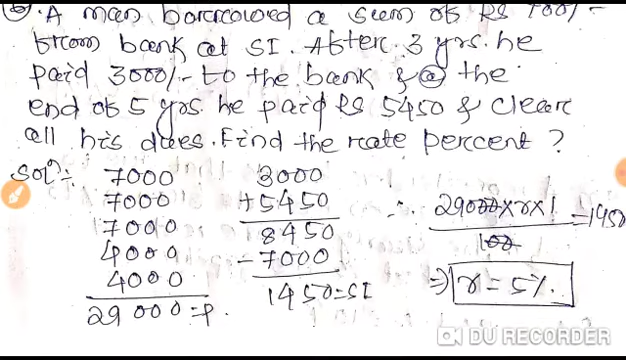 A man borrowed a sum of RS 7000/-
from bank at SI. After 3 yrs. he
paid 3000/- to the bank & @ the
end of 5 yrs. he paid RS 5450 & clear
all his dues. Find the rate percent ?
Solⁿ:-
7000
7000
7000
4000
4000
29000=P.
3000
+5450
8450
-7000
1450=SI
∴ 29000×r×1/100 =1450
⇒ r=5%.
DU RECORDER